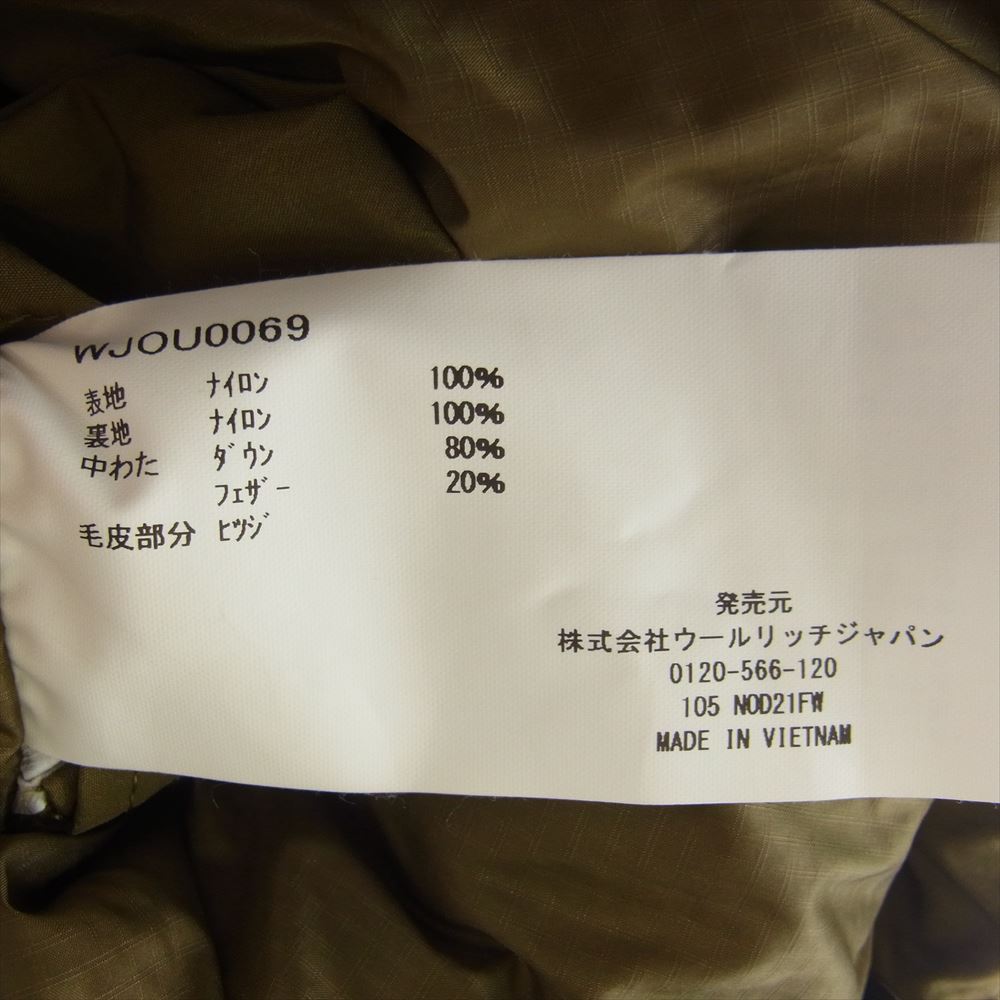 WJOU0069
表地 ﾅｲﾛﾝ 100%
裏地 ﾅｲﾛﾝ 100%
中わた ﾀﾞｳﾝ 80%
ﾌｪｻﾞｰ 20%
毛皮部分 ﾋﾂｼﾞ
発売元
株式会社ウールリッチジャパン
0120-566-120
105 NOD21FW
MADE IN VIETNAM